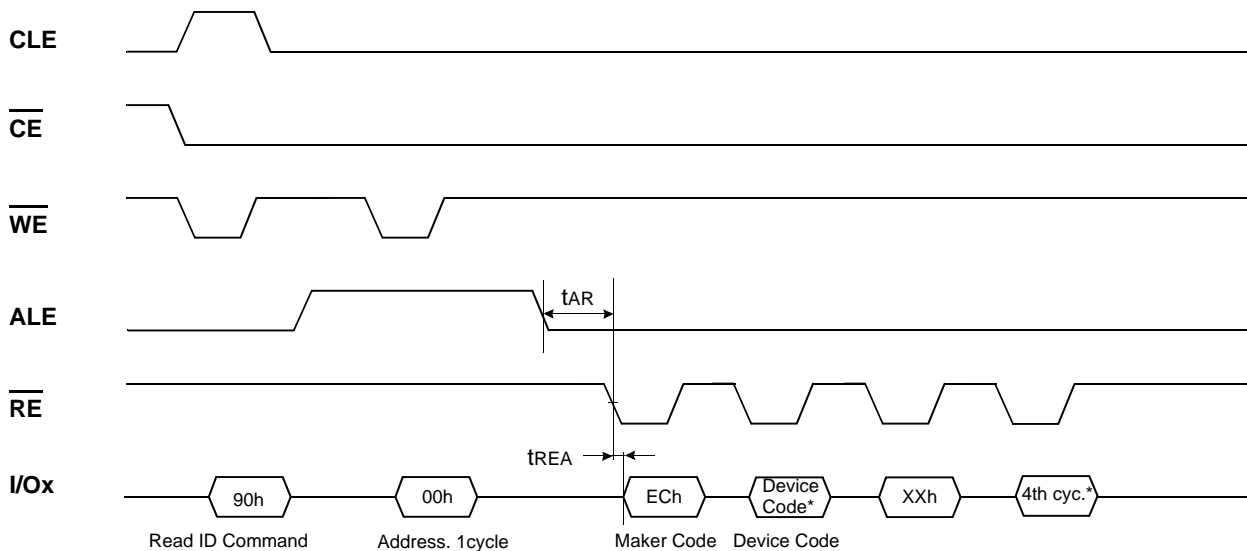 CLE
CE
WE
ALE
tAR
RE
tREA
I/Ox
90h
00h
ECh
Device
Code*
XXh
4th cyc.*
Read ID Command
Address. 1cycle
Maker Code
Device Code